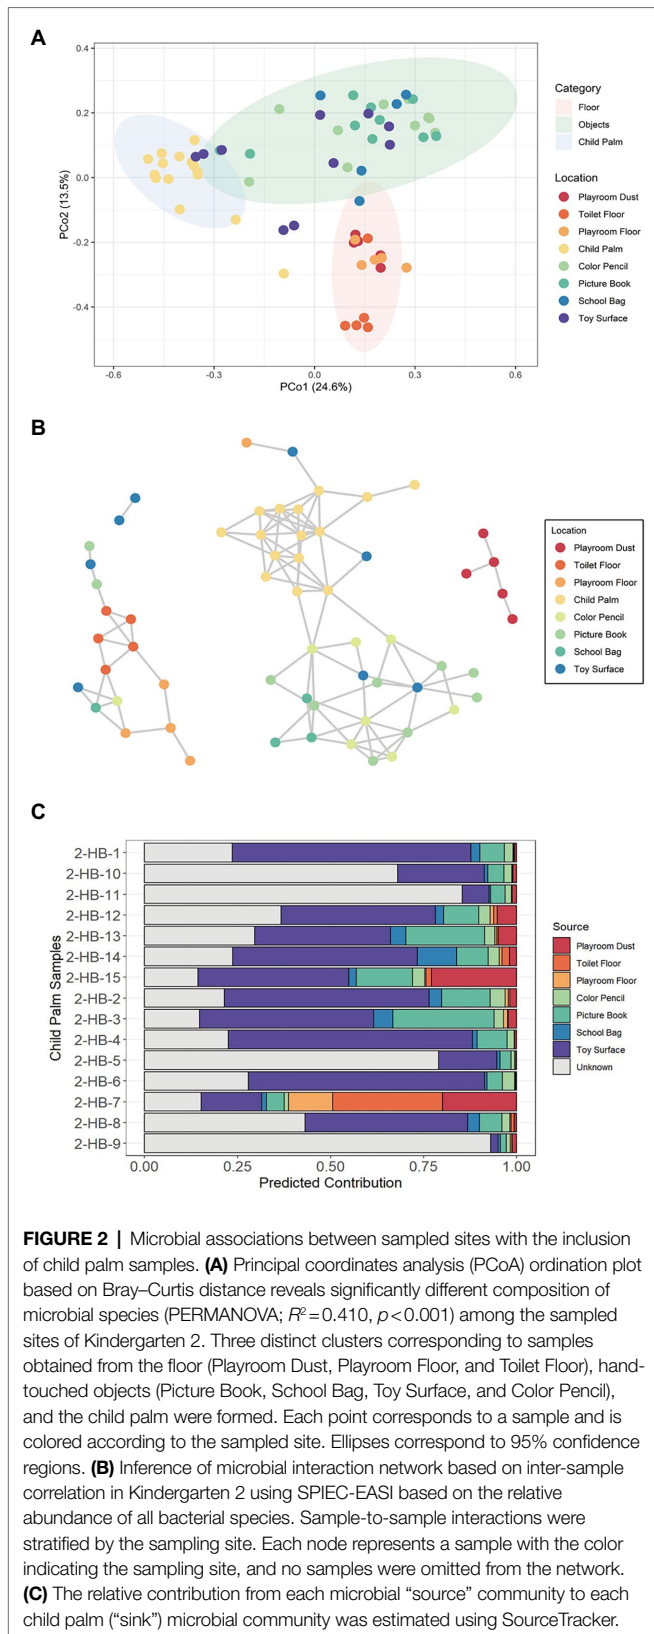 A
0.4
0.2
0.0
-0.2
-0.4
PCo2 (13.5%)
-0.6
-0.3
0.0
0.3
0.6
PCo1 (24.6%)
Category
Floor
Objects
Child Palm
Location
Playroom Dust
Toilet Floor
Playroom Floor
Child Palm
Color Pencil
Picture Book
School Bag
Toy Surface
B
Location
Playroom Dust
Toilet Floor
Playroom Floor
Child Palm
Color Pencil
Picture Book
School Bag
Toy Surface
C
Child Palm Samples
2-HB-1
2-HB-10
2-HB-11
2-HB-12
2-HB-13
2-HB-14
2-HB-15
2-HB-2
2-HB-3
2-HB-4
2-HB-5
2-HB-6
2-HB-7
2-HB-8
2-HB-9
0.00
0.25
0.50
0.75
1.00
Predicted Contribution
Source
Playroom Dust
Toilet Floor
Playroom Floor
Color Pencil
Picture Book
School Bag
Toy Surface
Unknown
FIGURE 2 | Microbial associations between sampled sites with the inclusion
of child palm samples. (A) Principal coordinates analysis (PCoA) ordination plot
based on Bray–Curtis distance reveals significantly different composition of
microbial species (PERMANOVA; R² = 0.410, p < 0.001) among the sampled
sites of Kindergarten 2. Three distinct clusters corresponding to samples
obtained from the floor (Playroom Dust, Playroom Floor, and Toilet Floor), hand-
touched objects (Picture Book, School Bag, Toy Surface, and Color Pencil),
and the child palm were formed. Each point corresponds to a sample and is
colored according to the sampled site. Ellipses correspond to 95% confidence
regions. (B) Inference of microbial interaction network based on inter-sample
correlation in Kindergarten 2 using SPIEC-EASI based on the relative
abundance of all bacterial species. Sample-to-sample interactions were
stratified by the sampling site. Each node represents a sample with the color
indicating the sampling site, and no samples were omitted from the network.
(C) The relative contribution from each microbial “source” community to each
child palm (“sink”) microbial community was estimated using SourceTracker.